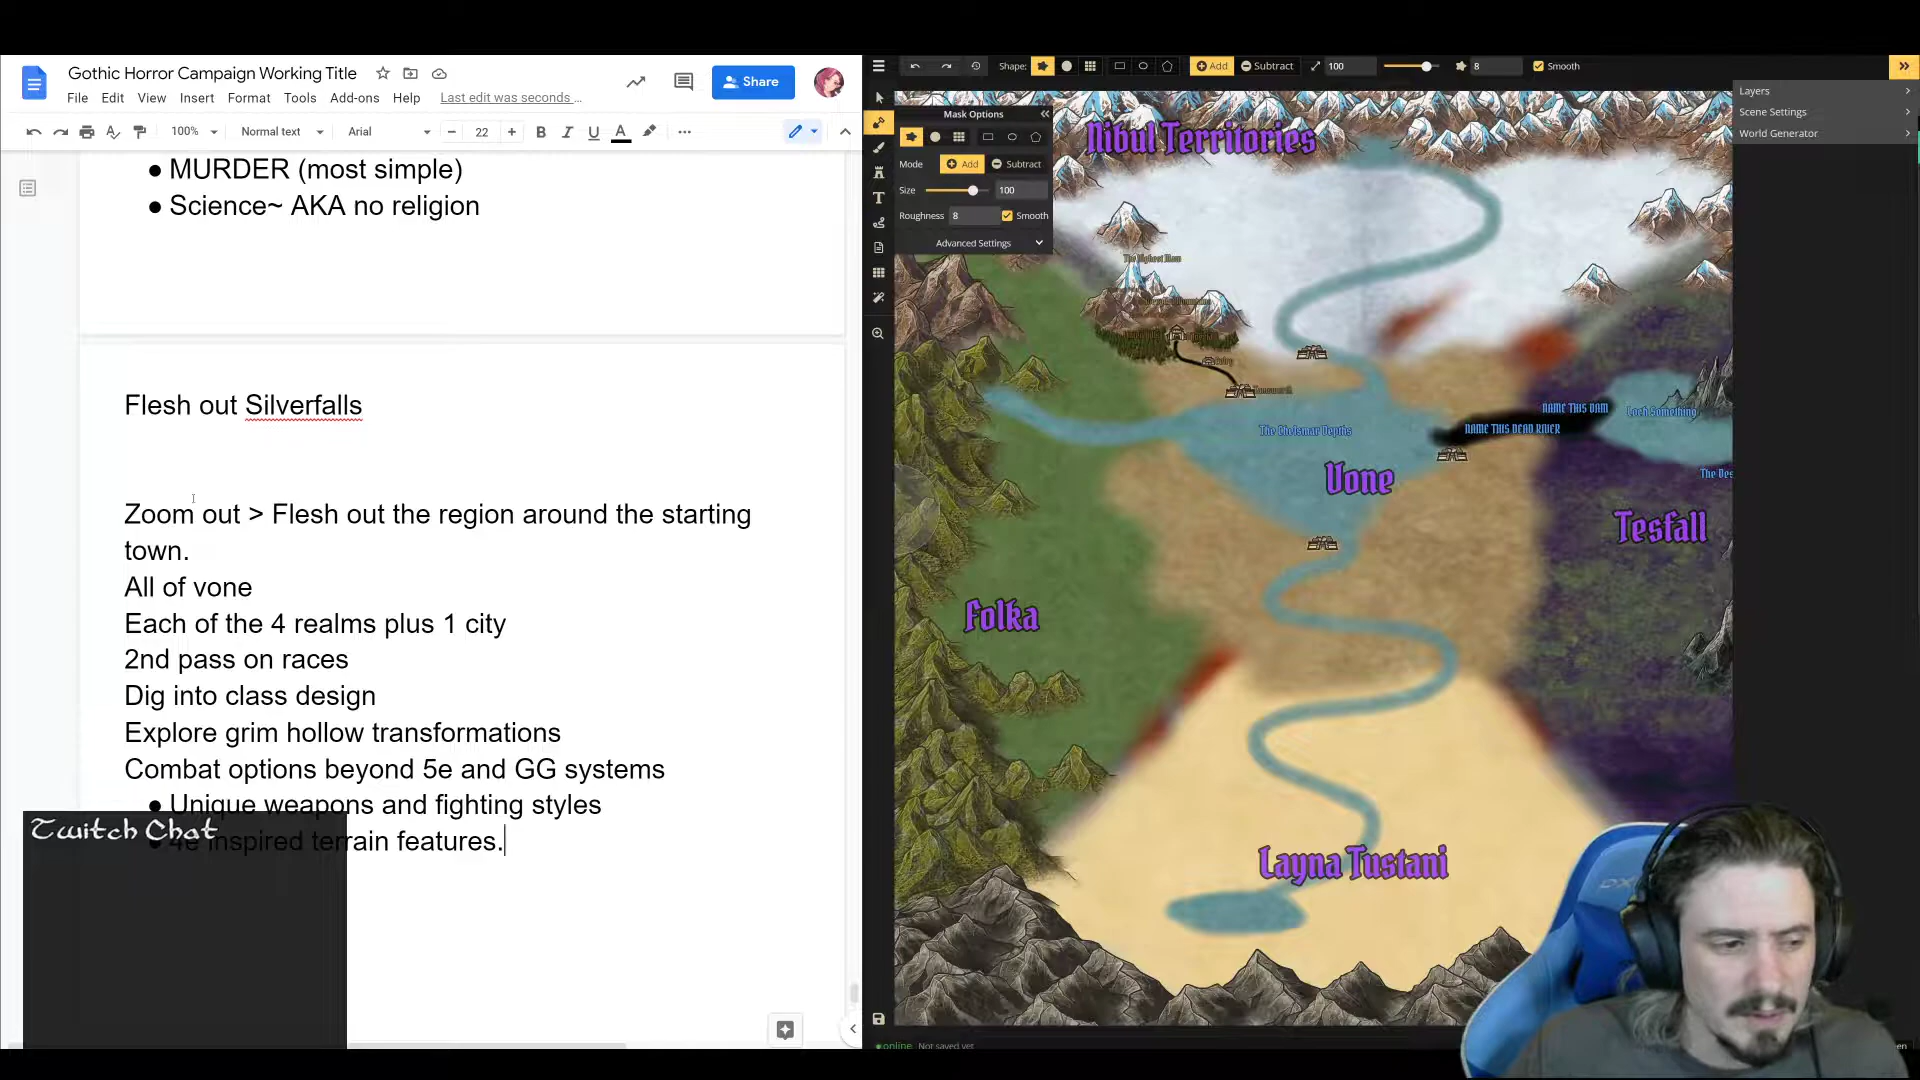 Gothic Horror Campaign Working Title
File Edit View Insert Format Tools Add-ons Help Last edit was seconds ...
Share
100% Normal text Arial 22 B I U A
● MURDER (most simple)
● Science~ AKA no religion
Flesh out Silverfalls
Zoom out > Flesh out the region around the starting
town.
All of vone
Each of the 4 realms plus 1 city
2nd pass on races
Dig into class design
Explore grim hollow transformations
Combat options beyond 5e and GG systems
● Unique weapons and fighting styles
● 4e inspired terrain features.
Twitch Chat
Shape: Add Subtract 100 8 Smooth
Layers
Scene Settings
World Generator
Mask Options
Mode Add Subtract
Size 100
Roughness 8 Smooth
Advanced Settings
Nibul Territories
NAME THIS DAM
Loch Something
NAME THIS DEAD RIVER
The Chelsmar Depths
Vone
Tesfall
Folka
Layna Tustani
online Not saved yet